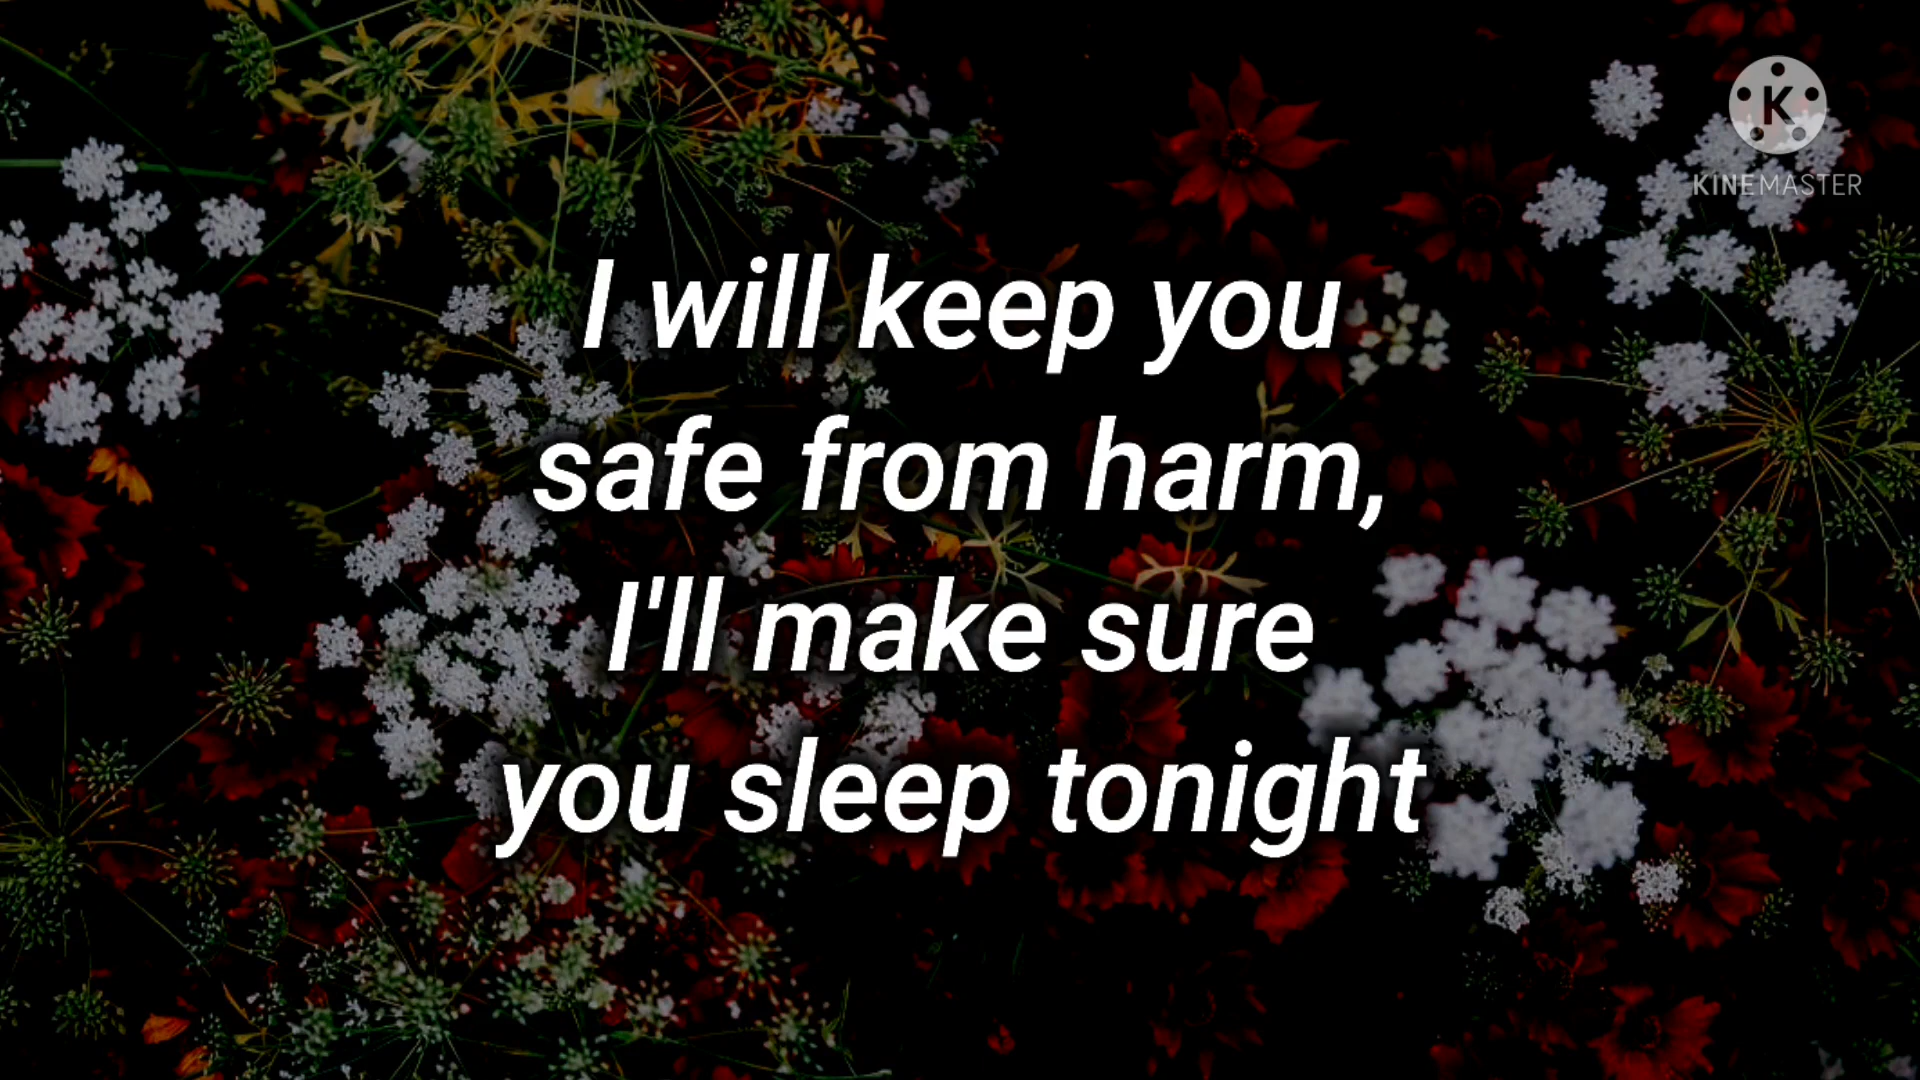 K
KINEMASTER
I will keep you
safe from harm,
I'll make sure
you sleep tonight